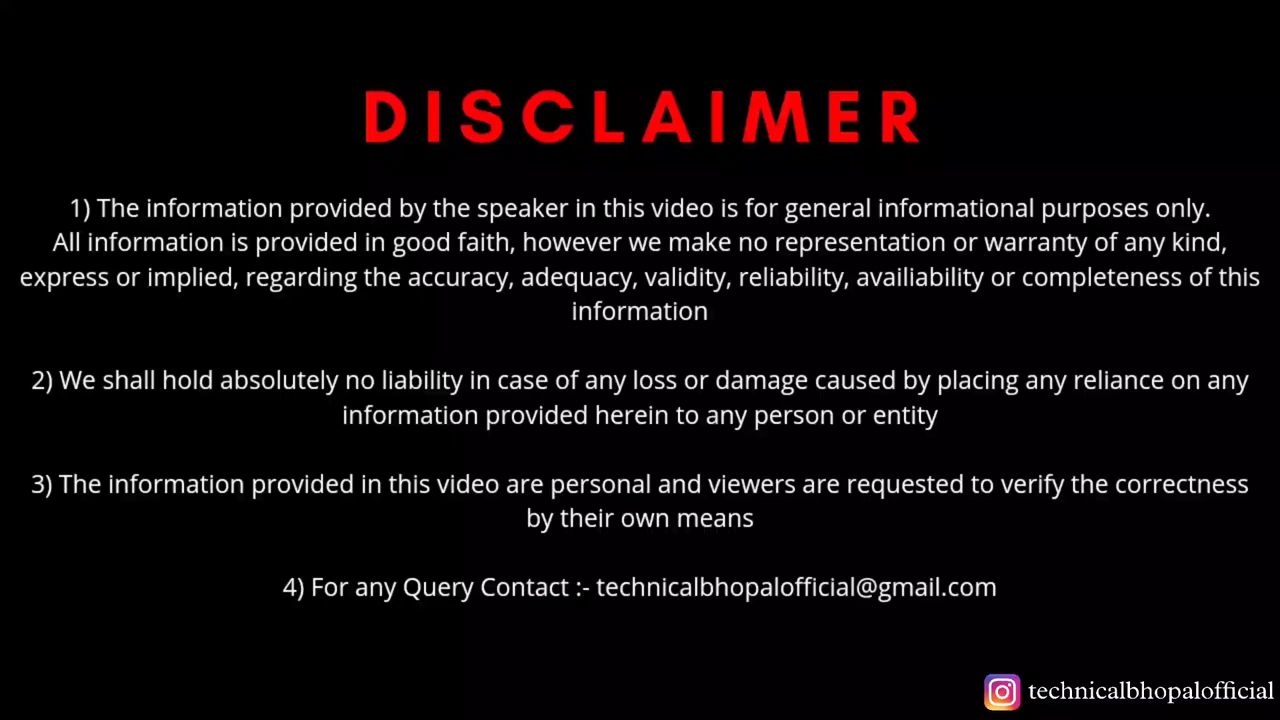 DISCLAIMER
1) The information provided by the speaker in this video is for general informational purposes only.
All information is provided in good faith, however we make no representation or warranty of any kind,
express or implied, regarding the accuracy, adequacy, validity, reliability, availiability or completeness of this
information
2) We shall hold absolutely no liability in case of any loss or damage caused by placing any reliance on any
information provided herein to any person or entity
3) The information provided in this video are personal and viewers are requested to verify the correctness
by their own means
4) For any Query Contact :- technicalbhopalofficial@gmail.com
technicalbhopalofficial